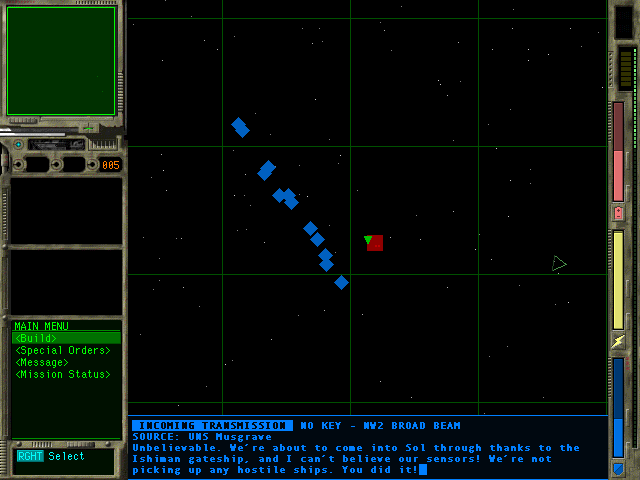 005
MAIN MENU
<Build>
<Special Orders>
<Message>
<Mission Status>
RGHT Select
INCOMING TRANSMISSION NO KEY - NW2 BROAD BEAM
SOURCE: UNS Musgrave
Unbelievable. We're about to come into Sol through thanks to the
Ishiman gateship, and I can't believe our sensors! We're not
picking up any hostile ships. You did it!